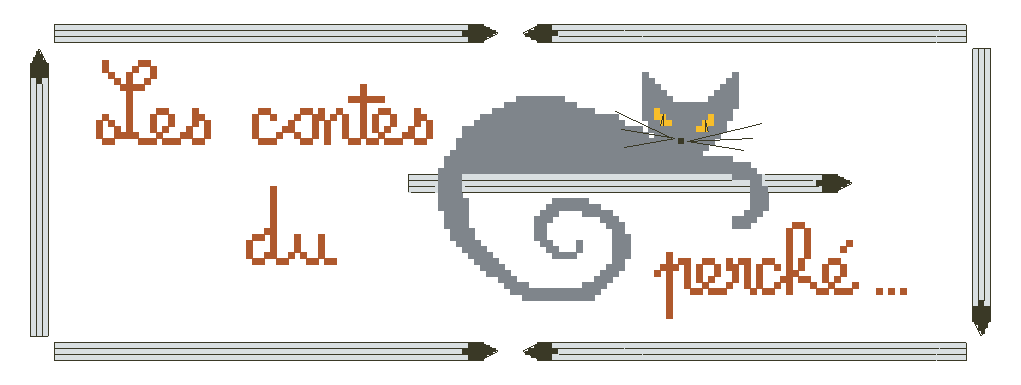 Les contes
du
perché...